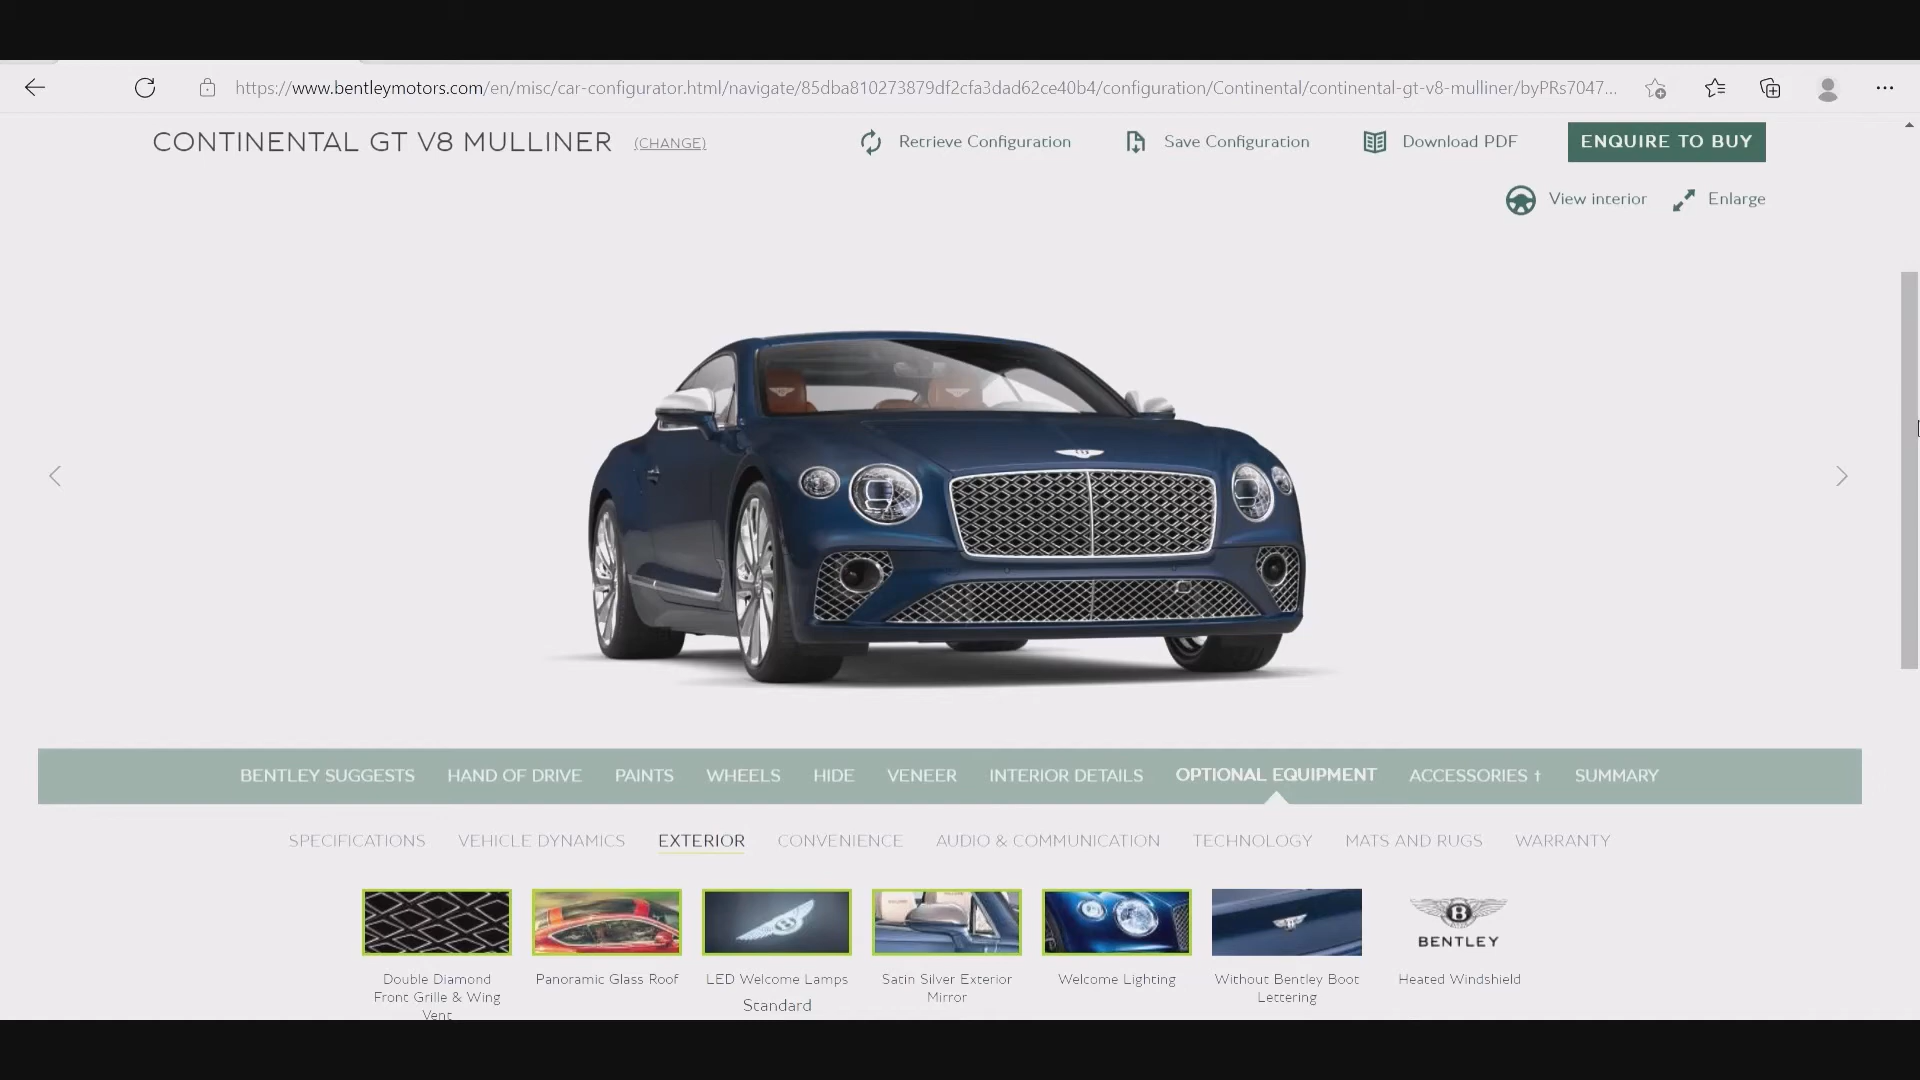 https://www.bentleymotors.com/en/misc/car-configurator.html/navigate/85dba810273879df2cfa3dad62ce40b4/configuration/Continental/continental-gt-v8-mulliner/byPRs7047...
CONTINENTAL GT V8 MULLINER (CHANGE) Retrieve Configuration Save Configuration Download PDF ENQUIRE TO BUY
View interior Enlarge
BENTLEY SUGGESTS HAND OF DRIVE PAINTS WHEELS HIDE VENEER INTERIOR DETAILS OPTIONAL EQUIPMENT ACCESSORIES † SUMMARY
SPECIFICATIONS VEHICLE DYNAMICS EXTERIOR CONVENIENCE AUDIO & COMMUNICATION TECHNOLOGY MATS AND RUGS WARRANTY
B
BENTLEY
Double Diamond
Front Grille & Wing
Vent
Panoramic Glass Roof
LED Welcome Lamps
Standard
Satin Silver Exterior
Mirror
Welcome Lighting
Without Bentley Boot
Lettering
Heated Windshield